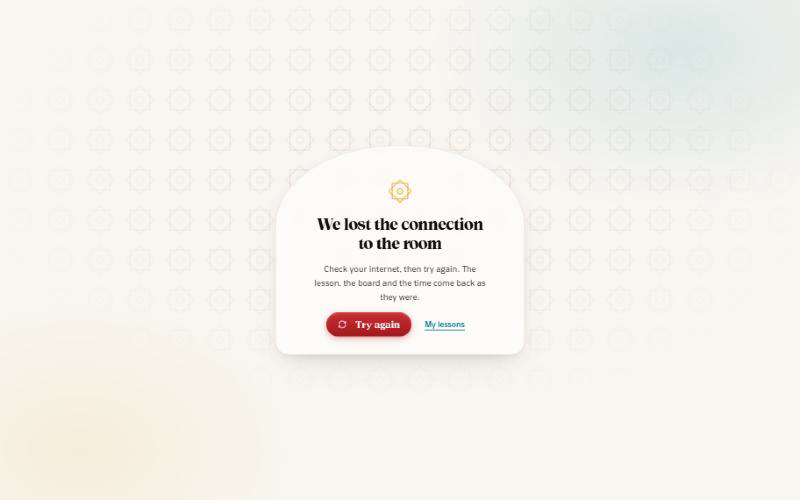 We lost the connection
to the room
Check your internet, then try again. The
lesson, the board and the time come back as
they were.
Try again
My lessons